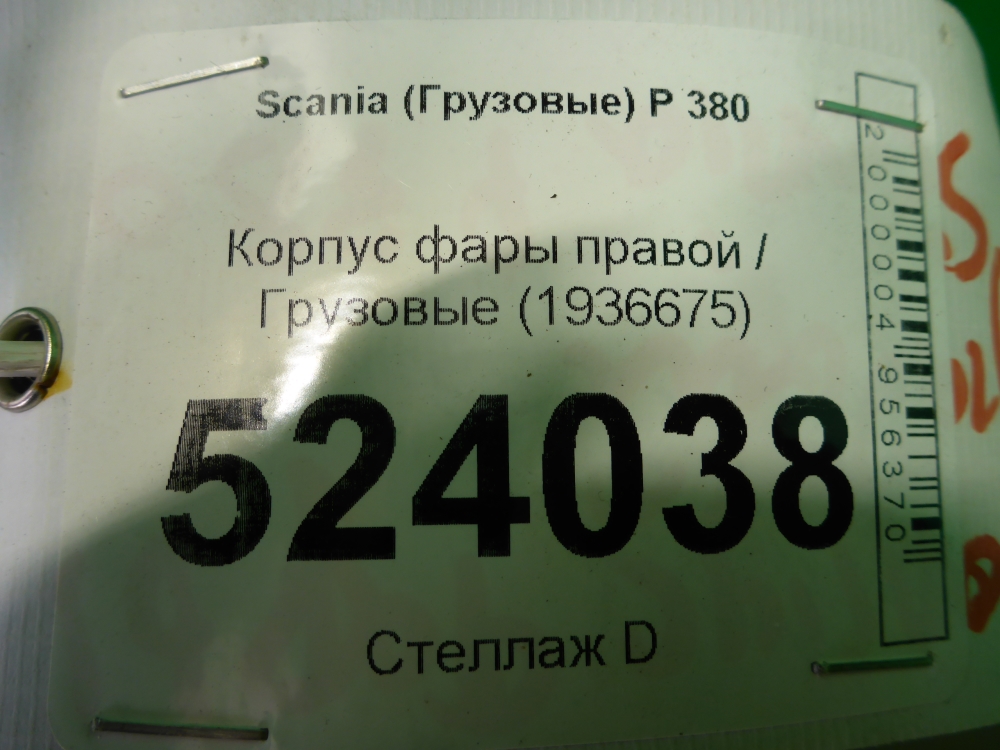 Scania (Грузовые) P 380
Корпус фары правой /
Грузовые (1936675)
524038
Стеллаж D
2000004956370